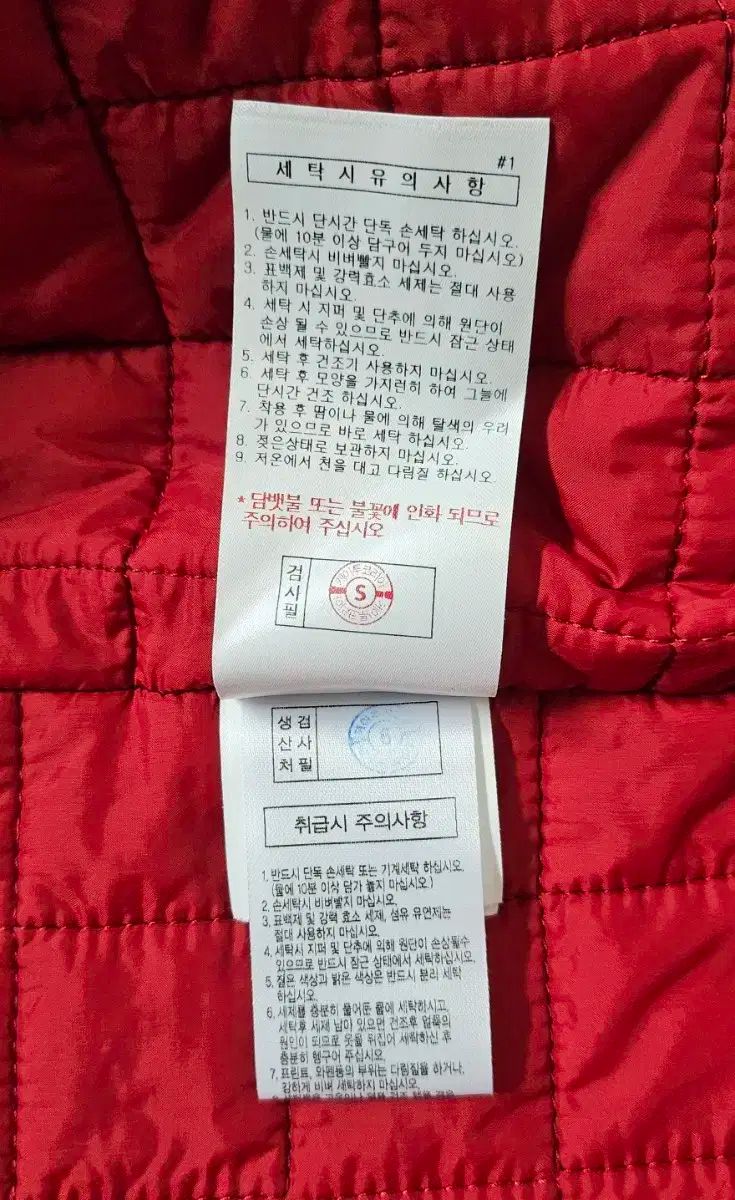 #1
세탁시유의사항
1. 반드시 단시간 단독 손세탁 하십시오.
(물에 10분 이상 담구어 두지 마십시오)
2. 손세탁시 비벼빨지 마십시오.
3. 표백제 및 강력효소 세제는 절대 사용
하지 마십시오.
4. 세탁 시 지퍼 및 단추에 의해 원단이
손상 될 수 있으므로 반드시 잠근 상태
에서 세탁하십시오.
5. 세탁 후 건조기 사용하지 마십시오.
6. 세탁 후 모양을 가지런히 하여 그늘에
단시간 건조 하십시오.
7. 착용 후 땀이나 물에 의해 탈색의 우려
가 있으므로 바로 세탁 하십시오.
8. 젖은상태로 보관하지 마십시오.
9. 저온에서 천을 대고 다림질 하십시오.
* 담뱃불 또는 불꽃에 인화 되므로
주의하여 주십시오
검사필
S
생산처
검사필
취급시 주의사항
1. 반드시 단독 손세탁 또는 기계세탁 하십시오.
(물에 10분 이상 담가 놓지 마십시오.)
2. 손세탁시 비벼빨지 마십시오.
3. 표백제 및 강력 효소 세제, 섬유 유연제는
절대 사용하지 마십시오.
4. 세탁시 지퍼 및 단추에 의해 원단이 손상될수
있으므로 반드시 잠근 상태에서 세탁하십시오.
5. 짙은 색상과 밝은 색상은 반드시 분리 세탁
하십시오.
6. 세제를 충분히 풀어둔 물에 세탁하시고,
세탁후 세제 남아 있으면 건조후 얼룩의
원인이 되므로 옷을 뒤집어 세탁하신 후
충분히 헹구어 주십시오.
7. 프린트, 와펜등의 부위는 다림질을 하거나,
강하게 비벼 세탁하지 마십시오.